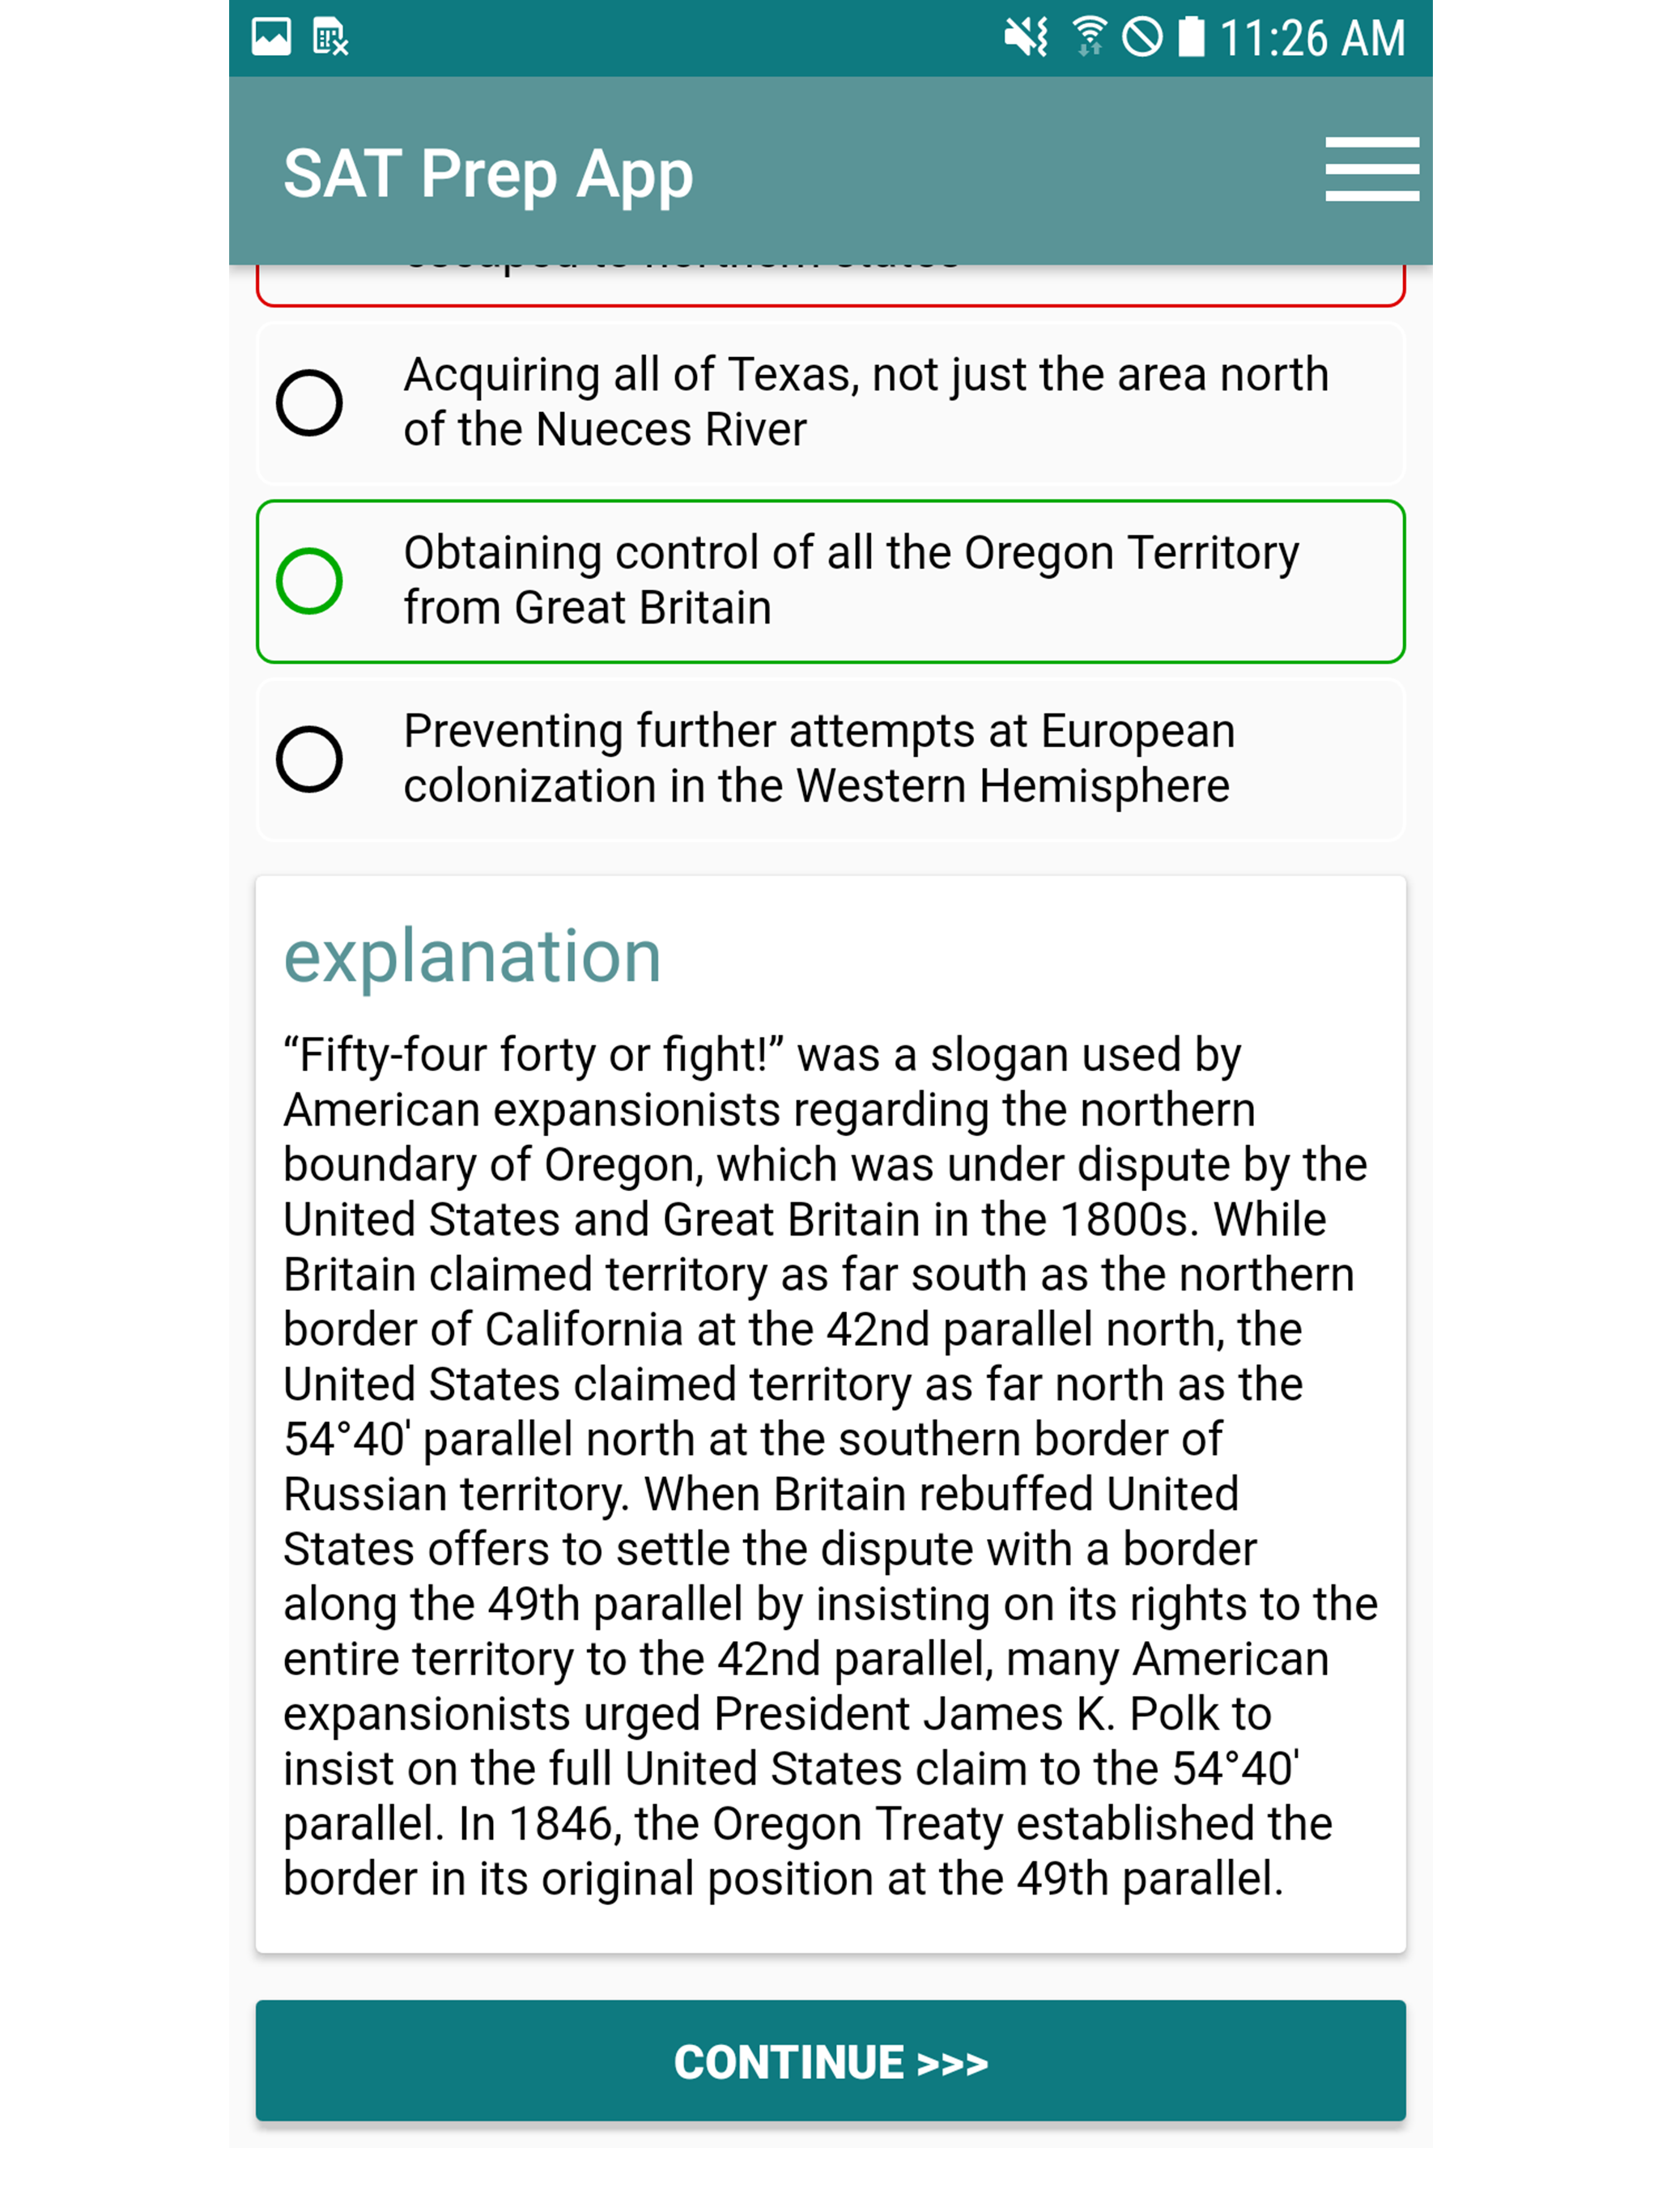 11:26 AM
SAT Prep App
Acquiring all of Texas, not just the area north
of the Nueces River
Obtaining control of all the Oregon Territory
from Great Britain
Preventing further attempts at European
colonization in the Western Hemisphere
explanation
“Fifty-four forty or fight!” was a slogan used by
American expansionists regarding the northern
boundary of Oregon, which was under dispute by the
United States and Great Britain in the 1800s. While
Britain claimed territory as far south as the northern
border of California at the 42nd parallel north, the
United States claimed territory as far north as the
54°40' parallel north at the southern border of
Russian territory. When Britain rebuffed United
States offers to settle the dispute with a border
along the 49th parallel by insisting on its rights to the
entire territory to the 42nd parallel, many American
expansionists urged President James K. Polk to
insist on the full United States claim to the 54°40'
parallel. In 1846, the Oregon Treaty established the
border in its original position at the 49th parallel.
CONTINUE >>>